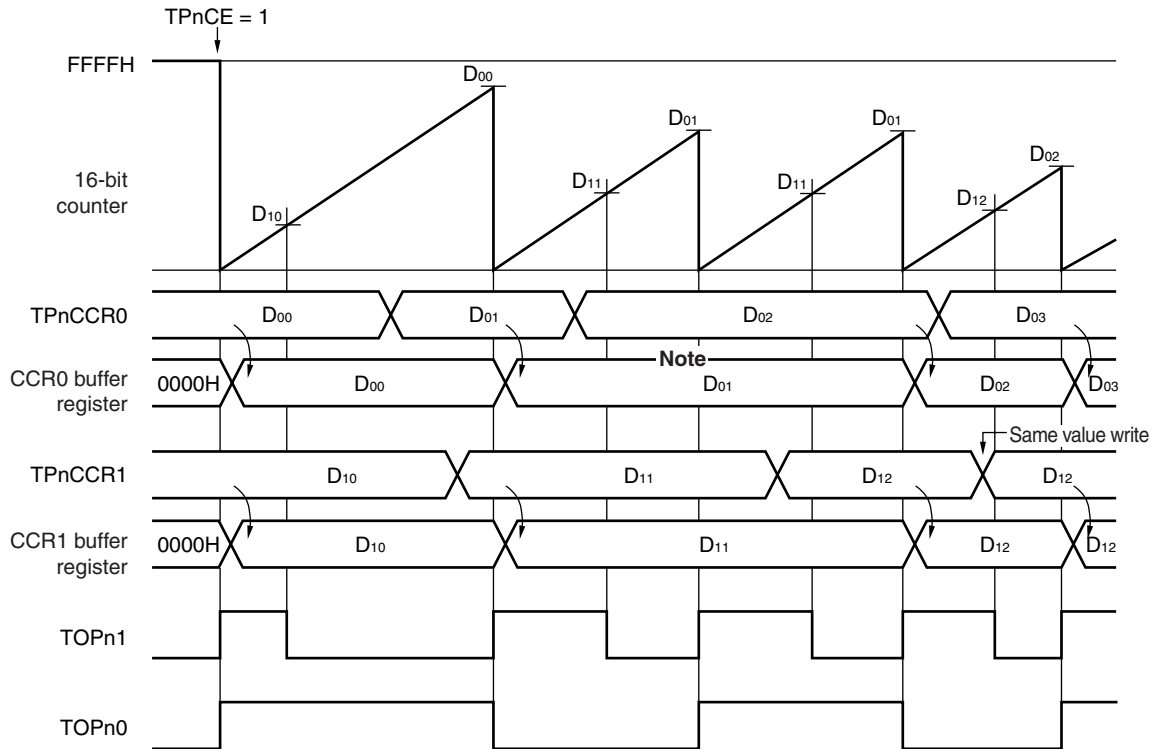 TPnCE = 1
FFFFH
D00
D01
D01
D02
16-bit
counter
D10
D11
D11
D12
TPnCCR0
D00
D01
D02
D03
Note
CCR0 buffer
register
0000H
D00
D01
D02
D03
Same value write
TPnCCR1
D10
D11
D12
D12
CCR1 buffer
register
0000H
D10
D11
D12
D12
TOPn1
TOPn0